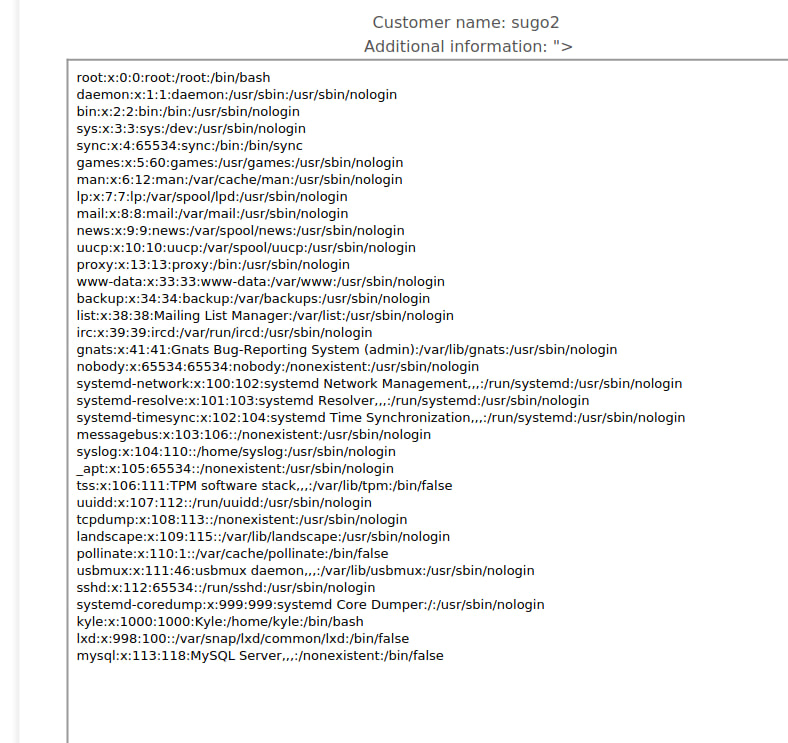 Customer name: sugo2
Additional information: ">
root:x:0:0:root:/root:/bin/bash
daemon:x:1:1:daemon:/usr/sbin:/usr/sbin/nologin
bin:x:2:2:bin:/bin:/usr/sbin/nologin
sys:x:3:3:sys:/dev:/usr/sbin/nologin
sync:x:4:65534:sync:/bin:/bin/sync
games:x:5:60:games:/usr/games:/usr/sbin/nologin
man:x:6:12:man:/var/cache/man:/usr/sbin/nologin
lp:x:7:7:lp:/var/spool/lpd:/usr/sbin/nologin
mail:x:8:8:mail:/var/mail:/usr/sbin/nologin
news:x:9:9:news:/var/spool/news:/usr/sbin/nologin
uucp:x:10:10:uucp:/var/spool/uucp:/usr/sbin/nologin
proxy:x:13:13:proxy:/bin:/usr/sbin/nologin
www-data:x:33:33:www-data:/var/www:/usr/sbin/nologin
backup:x:34:34:backup:/var/backups:/usr/sbin/nologin
list:x:38:38:Mailing List Manager:/var/list:/usr/sbin/nologin
irc:x:39:39:ircd:/var/run/ircd:/usr/sbin/nologin
gnats:x:41:41:Gnats Bug-Reporting System (admin):/var/lib/gnats:/usr/sbin/nologin
nobody:x:65534:65534:nobody:/nonexistent:/usr/sbin/nologin
systemd-network:x:100:102:systemd Network Management,,,:/run/systemd:/usr/sbin/nologin
systemd-resolve:x:101:103:systemd Resolver,,,:/run/systemd:/usr/sbin/nologin
systemd-timesync:x:102:104:systemd Time Synchronization,,,:/run/systemd:/usr/sbin/nologin
messagebus:x:103:106::/nonexistent:/usr/sbin/nologin
syslog:x:104:110::/home/syslog:/usr/sbin/nologin
_apt:x:105:65534::/nonexistent:/usr/sbin/nologin
tss:x:106:111:TPM software stack,,,:/var/lib/tpm:/bin/false
uuidd:x:107:112::/run/uuidd:/usr/sbin/nologin
tcpdump:x:108:113::/nonexistent:/usr/sbin/nologin
landscape:x:109:115::/var/lib/landscape:/usr/sbin/nologin
pollinate:x:110:1::/var/cache/pollinate:/bin/false
usbmux:x:111:46:usbmux daemon,,,:/var/lib/usbmux:/usr/sbin/nologin
sshd:x:112:65534::/run/sshd:/usr/sbin/nologin
systemd-coredump:x:999:999:systemd Core Dumper:/:/usr/sbin/nologin
kyle:x:1000:1000:Kyle:/home/kyle:/bin/bash
lxd:x:998:100::/var/snap/lxd/common/lxd:/bin/false
mysql:x:113:118:MySQL Server,,,:/nonexistent:/bin/false